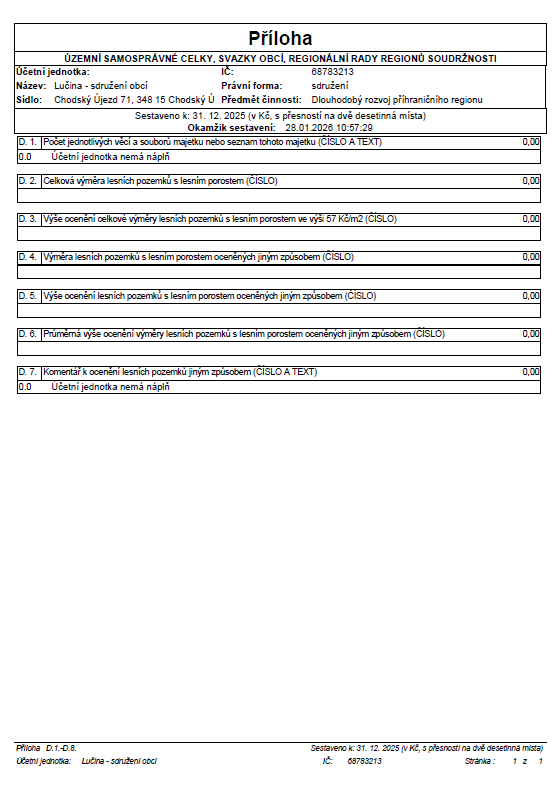 Příloha
ÚZEMNÍ SAMOSPRÁVNÉ CELKY, SVAZKY OBCÍ, REGIONÁLNÍ RADY REGIONŮ SOUDRŽNOSTI
Účetní jednotka: IČ: 68783213
Název: Lučina - sdružení obcí Právní forma: sdružení
Sídlo: Chodský Újezd 71, 348 15 Chodský Ú Předmět činnosti: Dlouhodobý rozvoj příhraničního regionu
Sestaveno k: 31. 12. 2025 (v Kč, s přesností na dvě desetinná místa)
Okamžik sestavení: 28.01.2026 10:57:29
D. 1. Počet jednotlivých věcí a souborů majetku nebo seznam tohoto majetku (ČÍSLO A TEXT) 0,00
0.0 Účetní jednotka nemá náplň
D. 2. Celková výměra lesních pozemků s lesním porostem (ČÍSLO) 0,00
D. 3. Výše ocenění celkové výměry lesních pozemků s lesním porostem ve výši 57 Kč/m2 (ČÍSLO) 0,00
D. 4. Výměra lesních pozemků s lesním porostem oceněných jiným způsobem (ČÍSLO) 0,00
D. 5. Výše ocenění lesních pozemků s lesním porostem oceněných jiným způsobem (ČÍSLO) 0,00
D. 6. Průměrná výše ocenění výměry lesních pozemků s lesním porostem oceněných jiným způsobem (ČÍSLO) 0,00
D. 7. Komentář k ocenění lesních pozemků jiným způsobem (ČÍSLO A TEXT) 0,00
0.0 Účetní jednotka nemá náplň
Příloha D.1.-D.8. Sestaveno k: 31. 12. 2025 (v Kč, s přesností na dvě desetinná místa)
Účetní jednotka: Lučina - sdružení obcí IČ: 68783213 Stránka : 1 z 1